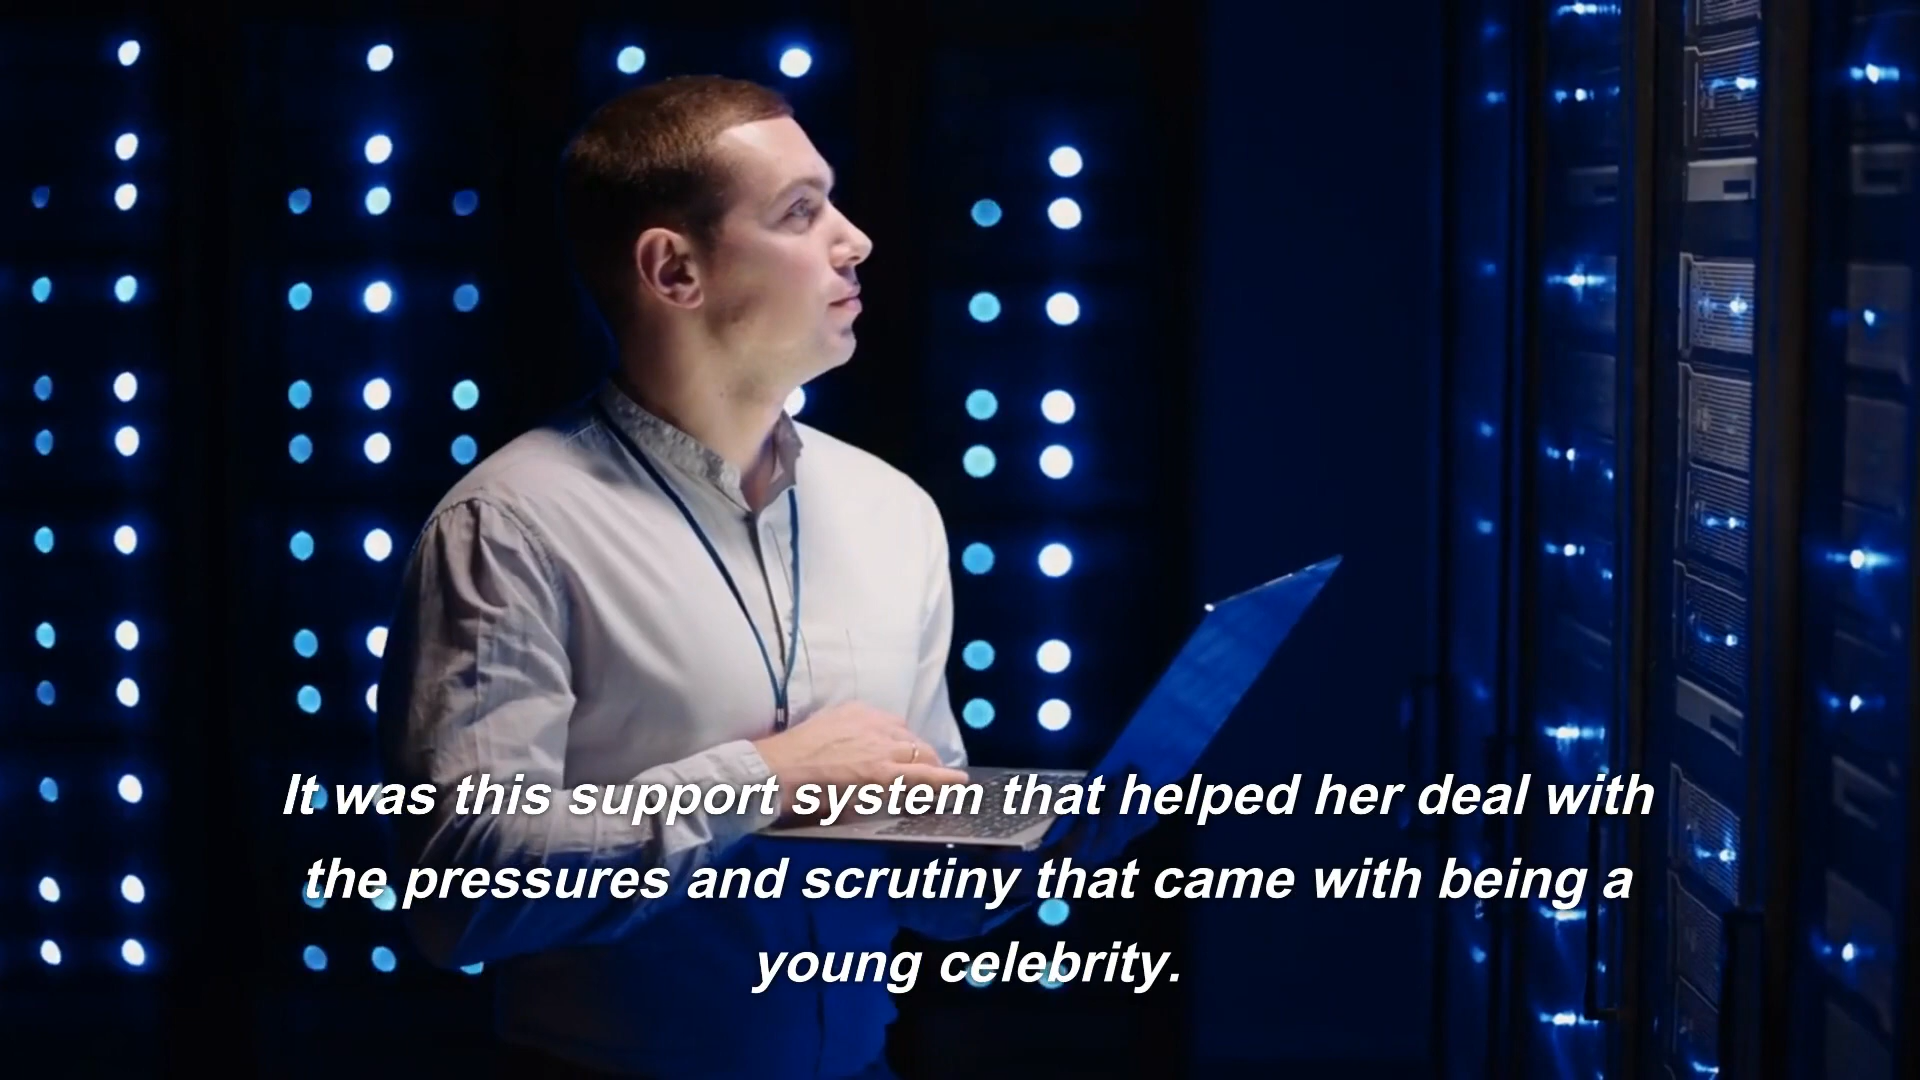 It was this support system that helped her deal with
the pressures and scrutiny that came with being a
young celebrity.